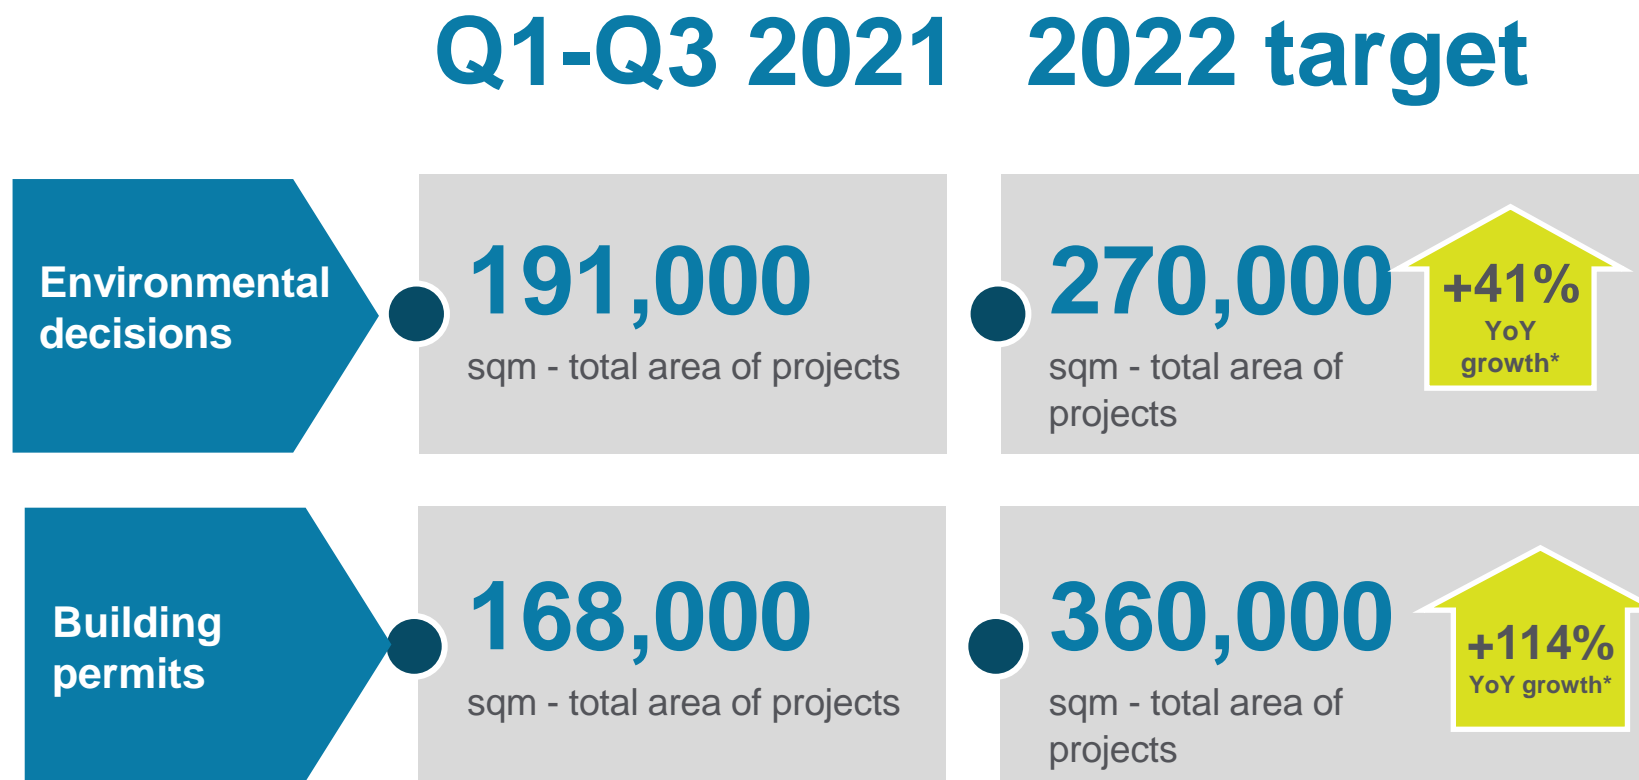 Q1-Q3 2021 2022 target
Environmental
decisions
191,000
sqm - total area of projects
270,000
sqm - total area of
projects
+41%
YoY
growth*
Building
permits
168,000
sqm - total area of projects
360,000
sqm - total area of
projects
+114%
YoY growth*